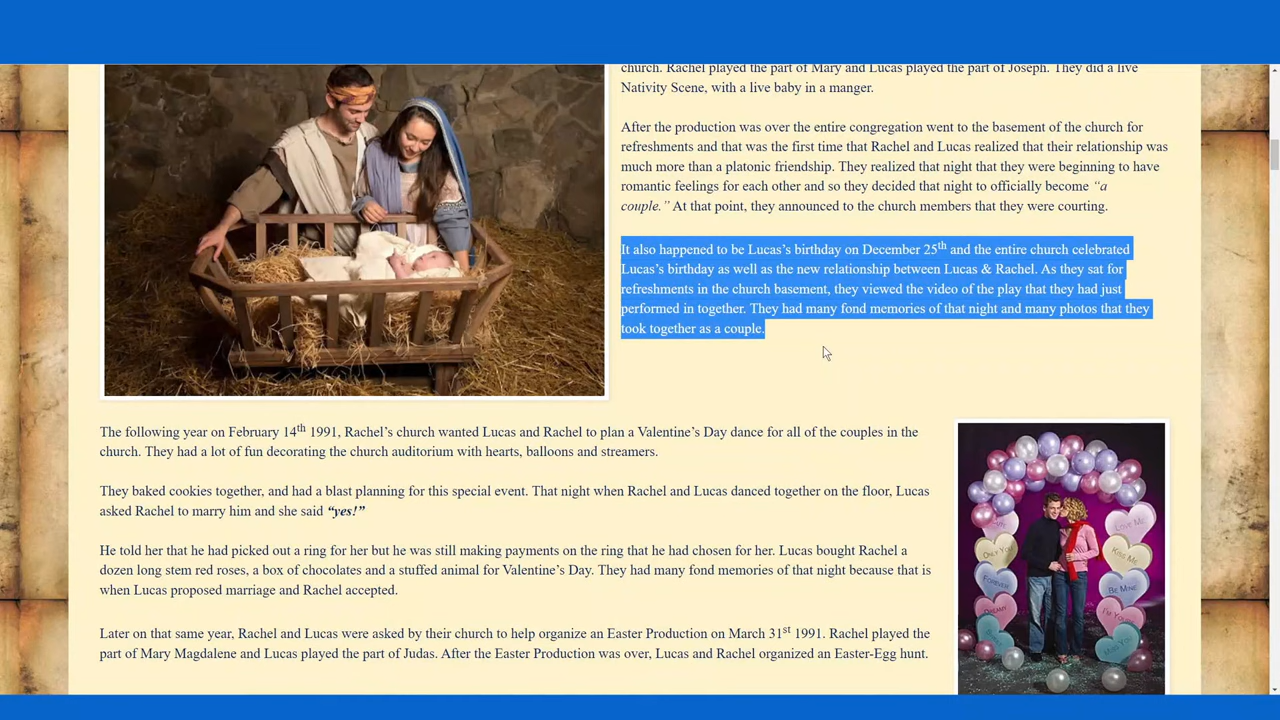 church. Rachel played the part of Mary and Lucas played the part of Joseph. They did a live
Nativity Scene, with a live baby in a manger.
After the production was over the entire congregation went to the basement of the church for
refreshments and that was the first time that Rachel and Lucas realized that their relationship was
much more than a platonic friendship. They realized that night that they were beginning to have
romantic feelings for each other and so they decided that night to officially become “a
couple.” At that point, they announced to the church members that they were courting.
It also happened to be Lucas’s birthday on December 25th and the entire church celebrated
Lucas’s birthday as well as the new relationship between Lucas & Rachel. As they sat for
refreshments in the church basement, they viewed the video of the play that they had just
performed in together. They had many fond memories of that night and many photos that they
took together as a couple.
The following year on February 14th 1991, Rachel’s church wanted Lucas and Rachel to plan a Valentine’s Day dance for all of the couples in the
church. They had a lot of fun decorating the church auditorium with hearts, balloons and streamers.
They baked cookies together, and had a blast planning for this special event. That night when Rachel and Lucas danced together on the floor, Lucas
asked Rachel to marry him and she said “yes!”
He told her that he had picked out a ring for her but he was still making payments on the ring that he had chosen for her. Lucas bought Rachel a
dozen long stem red roses, a box of chocolates and a stuffed animal for Valentine’s Day. They had many fond memories of that night because that is
when Lucas proposed marriage and Rachel accepted.
Later on that same year, Rachel and Lucas were asked by their church to help organize an Easter Production on March 31st 1991. Rachel played the
part of Mary Magdalene and Lucas played the part of Judas. After the Easter Production was over, Lucas and Rachel organized an Easter-Egg hunt.
LOVE ME
ONLY YOU
KISS ME
FOREVER
BE MINE
I'M YOU